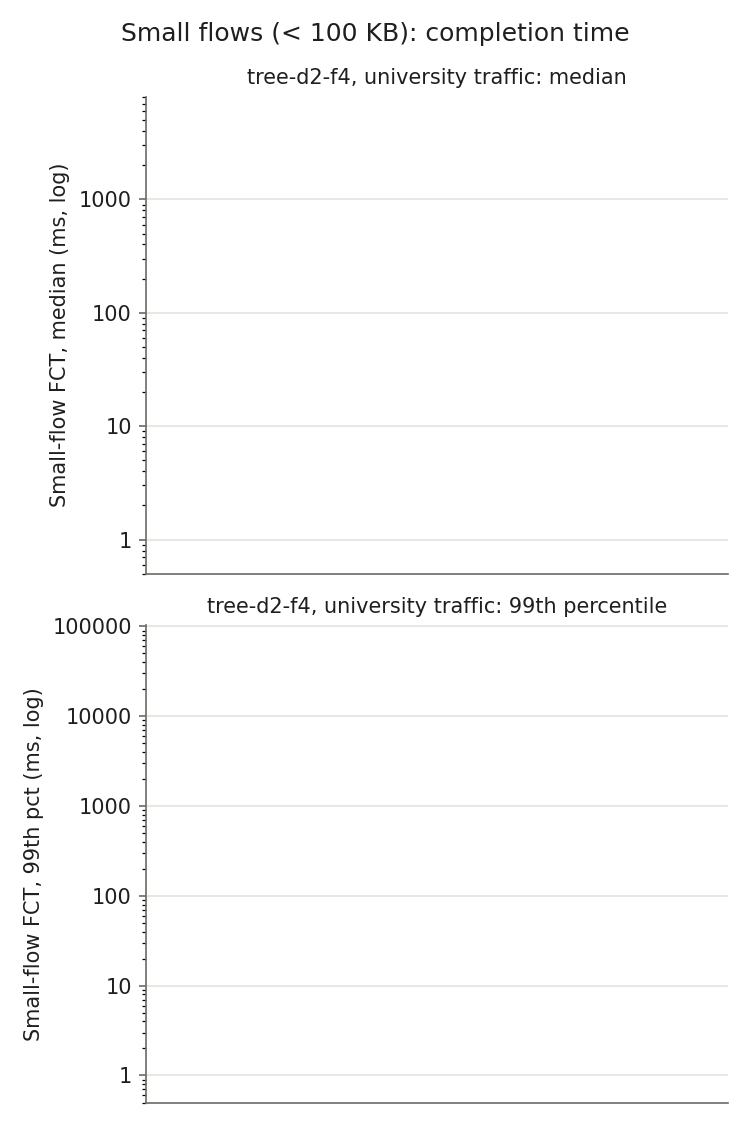 Small flows (< 100 KB): completion time
tree-d2-f4, university traffic: median
Small-flow FCT, median (ms, log)
1000
100
10
1
tree-d2-f4, university traffic: 99th percentile
Small-flow FCT, 99th pct (ms, log)
100000
10000
1000
100
10
1